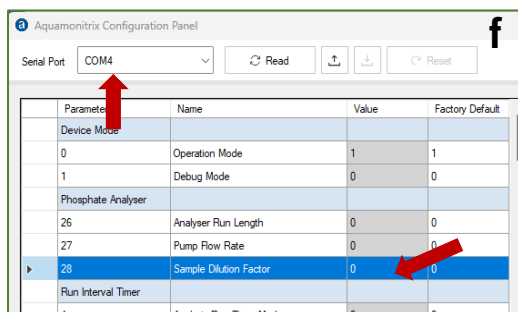 Aquamonitrix Configuration Panel
f
Serial Port COM4 Read Reset
Parameter Name Value Factory Default
Device Mode
0 Operation Mode 1 1
1 Debug Mode 0 0
Phosphate Analyser
26 Analyser Run Length 0 0
27 Pump Flow Rate 0 0
28 Sample Dilution Factor 0 0
Run Interval Timer